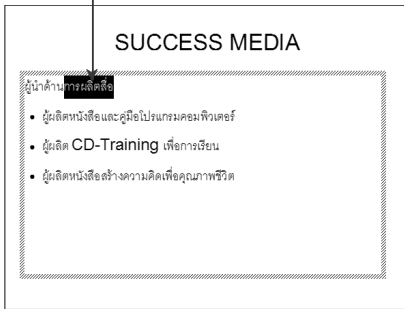 SUCCESS MEDIA
ผู้นำด้านการผลิตสื่อ
• ผู้ผลิตหนังสือและคู่มือโปรแกรมคอมพิวเตอร์
• ผู้ผลิต CD-Training เพื่อการเรียน
• ผู้ผลิตหนังสือสร้างความคิดเพื่อคุณภาพชีวิต